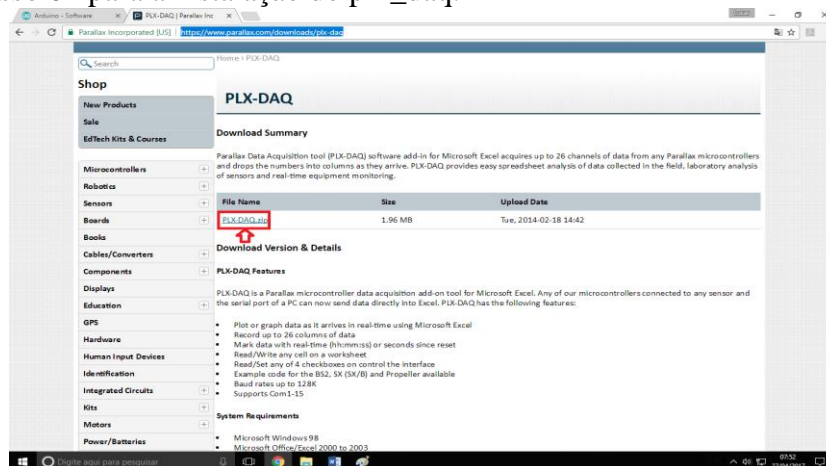 Arduino - Software
PLX-DAQ | Parallax Inc
Parallax Incorporated [US] | https://www.parallax.com/downloads/plx-daq
Search
Home › PLX-DAQ
Shop
New Products
Sale
EdTech Kits & Courses
Microcontrollers
Robotics
Sensors
Boards
Books
Cables/Converters
Components
Displays
Education
GPS
Hardware
Human Input Devices
Identification
Integrated Circuits
Kits
Motors
Power/Batteries
PLX-DAQ
Download Summary
Parallax Data Acquisition tool (PLX-DAQ) software add-in for Microsoft Excel acquires up to 26 channels of data from any Parallax microcontrollers
and drops the numbers into columns as they arrive. PLX-DAQ provides easy spreadsheet analysis of data collected in the field, laboratory analysis
of sensors and real-time equipment monitoring.
File Name Size Upload Date
PLX-DAQ.zip 1.96 MB Tue, 2014-02-18 14:42
Download Version & Details
PLX-DAQ Features
PLX-DAQ is a Parallax microcontroller data acquisition add-on tool for Microsoft Excel. Any of our microcontrollers connected to any sensor and
the serial port of a PC can now send data directly into Excel. PLX-DAQ has the following features:
• Plot or graph data as it arrives in real-time using Microsoft Excel
• Record up to 26 columns of data
• Mark data with real-time (hh:mm:ss) or seconds since reset
• Read/Write any cell on a worksheet
• Read/Set any of 4 checkboxes on control the interface
• Example code for the BS2, SX (SX/B) and Propeller available
• Baud rates up to 128K
• Supports Com1-15
System Requirements
• Microsoft Windows 98
• Microsoft Office/Excel 2000 to 2003
Digite aqui para pesquisar
07:52